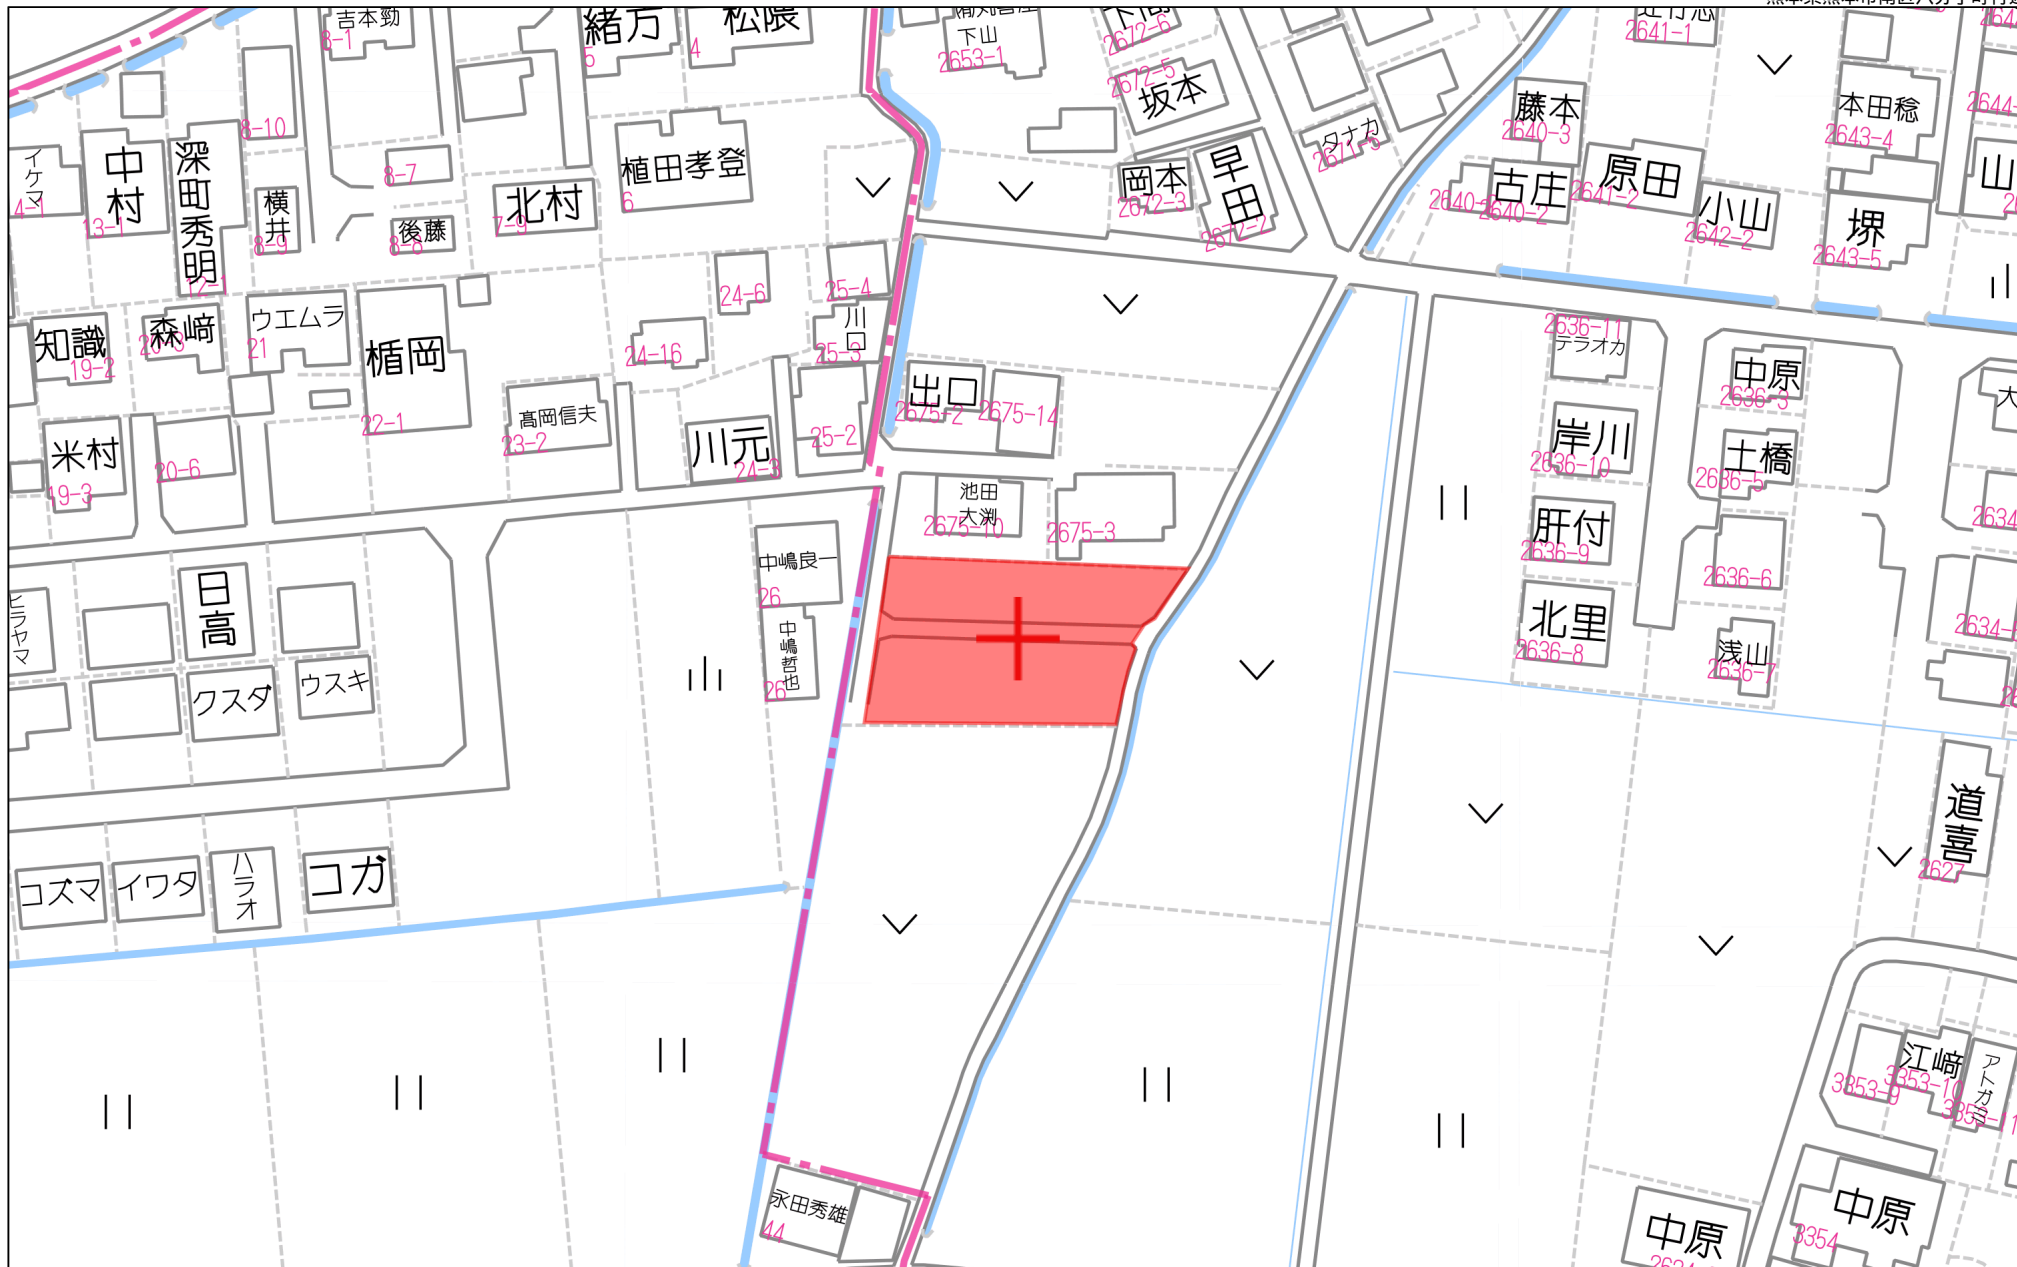 吉本勁
8-1
緒方
5
松隈
4
下山
2653-1
2672-6
2672-5
坂本
2641-1
藤本
2640-3
本田稔
2643-4
イケマ
4-1
中村
13-1
深町秀明
12-1
8-10
横井
8-9
8-7
後藤
8-6
北村
7-9
植田孝登
6
岡本
2672-3
早田
2672-2
タナカ
2671-5
古庄
2640-2
原田
2641-2
小山
2642-2
堺
2643-5
山
知識
19-2
森﨑
ウエムラ
21
楯岡
22-1
24-6
25-4
24-16
川口
25-3
髙岡信夫
23-2
川元
24-3
25-2
出口
2675-2
2675-14
2636-11
テラオカ
中原
2636-3
大
米村
19-3
20-6
池田
大渕
2675-10
2675-3
岸川
2636-10
土橋
2636-5
肝付
2636-9
2636-6
北里
2636-8
浅山
2636-7
中嶋良一
26
中嶋哲也
26
ヒラヤマ
日高
クスダ
ウスキ
コズマ
イワタ
ハラオ
コガ
道喜
2627
江﨑
3353-10
3353-9
アトガミ
3353-11
永田秀雄
44
中原
3354
中原